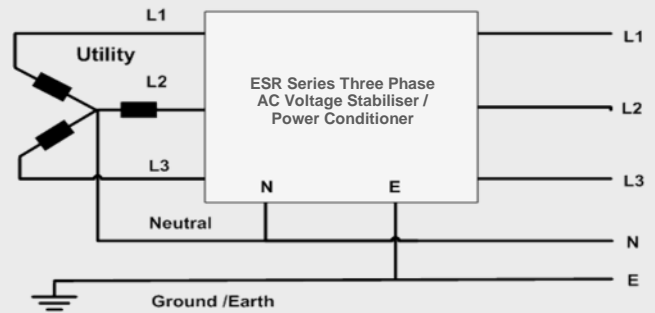 L1
L1
Utility
L2
ESR Series Three Phase
AC Voltage Stabiliser /
Power Conditioner
L2
L3
L3
N
E
Neutral
N
E
Ground /Earth